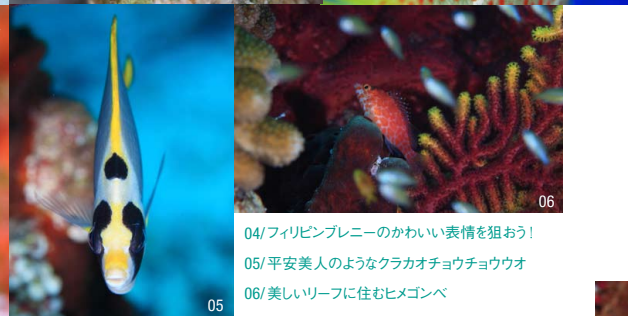 06
05
04/フィリピンブレニーのかわいい表情を狙おう！
05/平安美人のようなクラカオチョウチョウウオ
06/美しいリーフに住むヒメゴンベ